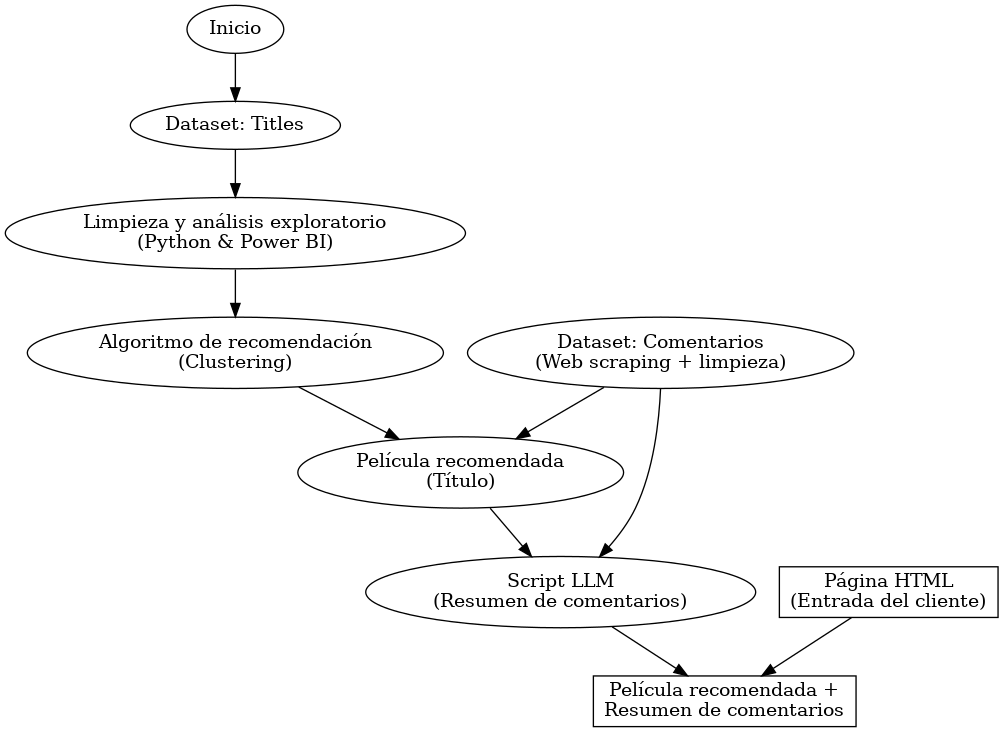 Inicio
Dataset: Titles
Limpieza y análisis exploratorio
(Python & Power BI)
Algoritmo de recomendación
(Clustering)
Dataset: Comentarios
(Web scraping + limpieza)
Película recomendada
(Título)
Script LLM
(Resumen de comentarios)
Página HTML
(Entrada del cliente)
Película recomendada +
Resumen de comentarios